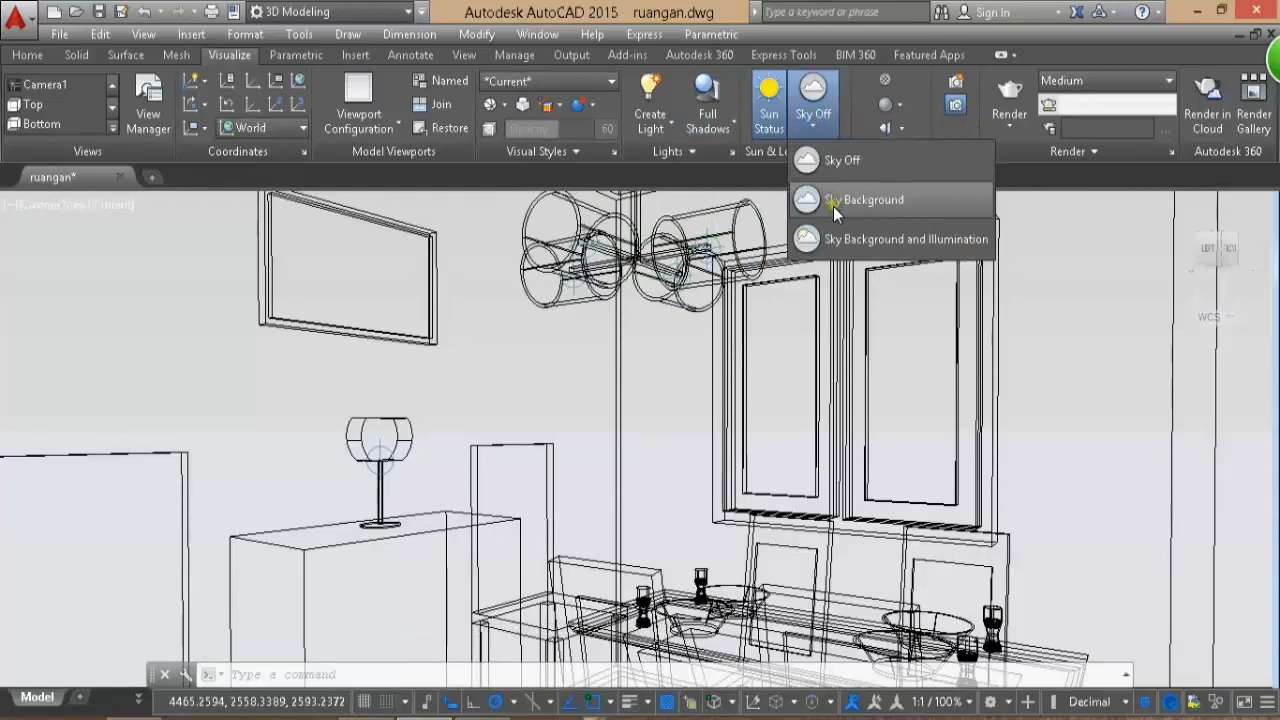 3D Modeling
Autodesk AutoCAD 2015 ruangan.dwg
Type a keyword or phrase
Sign In
File Edit View Insert Format Tools Draw Dimension Modify Window Help Express Parametric
Home Solid Surface Mesh Visualize Parametric Insert Annotate View Manage Output Add-ins Autodesk 360 Express Tools BIM 360 Featured Apps
Camera1
Top
Bottom
View
Manager
World
Viewport
Configuration
Named
Join
Restore
*Current*
Opacity 60
Create
Light
Full
Shadows
Sun
Status
Sky Off
Render
Medium
Render in
Cloud
Render
Gallery
Views Coordinates Model Viewports Visual Styles Lights Sun & L Render Autodesk 360
Sky Off
Sky Background
Sky Background and Illumination
ruangan*
LEFT
WCS
Type a command
Model
4465.2594, 2558.3389, 2593.2372
1:1 / 100%
Decimal